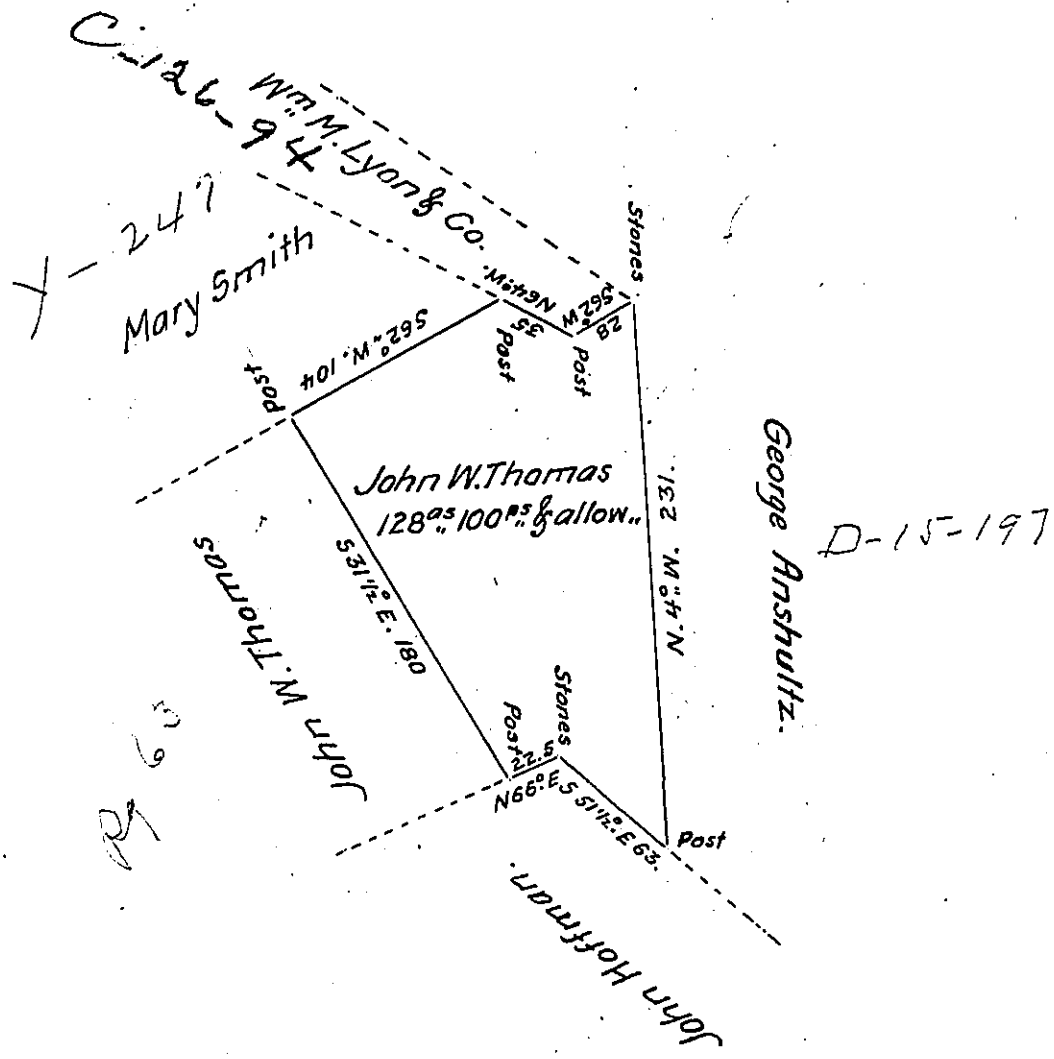 C-126-94
Wm. M. Lyon & Co.
X-247
Mary Smith
Stones.
N64°W.
35
Post
S62°W
28
Post
S62°W. 104
Post
John W. Thomas
128as 100ps & allow..
N.4°W. 231.
George Anshultz.
D-15-197
S31½°E. 180
John W. Thomas
Stones
Post
22.5
N66°E
S 51½°E 63.
Post
John Hoffman.